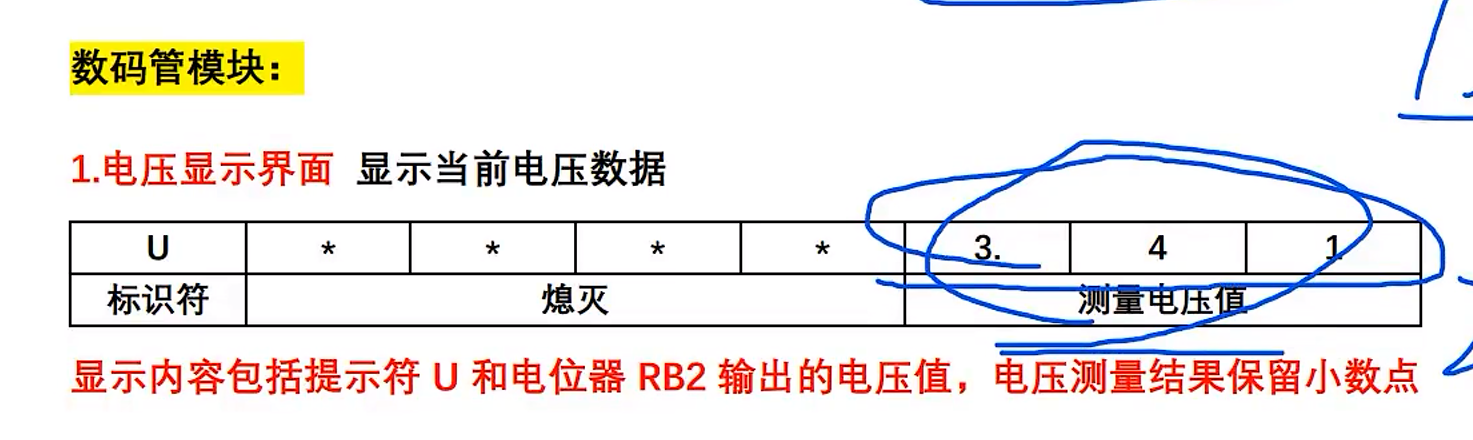 数码管模块：
1.电压显示界面 显示当前电压数据
U * * * * 3. 4 1
标识符 熄灭 测量电压值
显示内容包括提示符 U 和电位器 RB2 输出的电压值，电压测量结果保留小数点